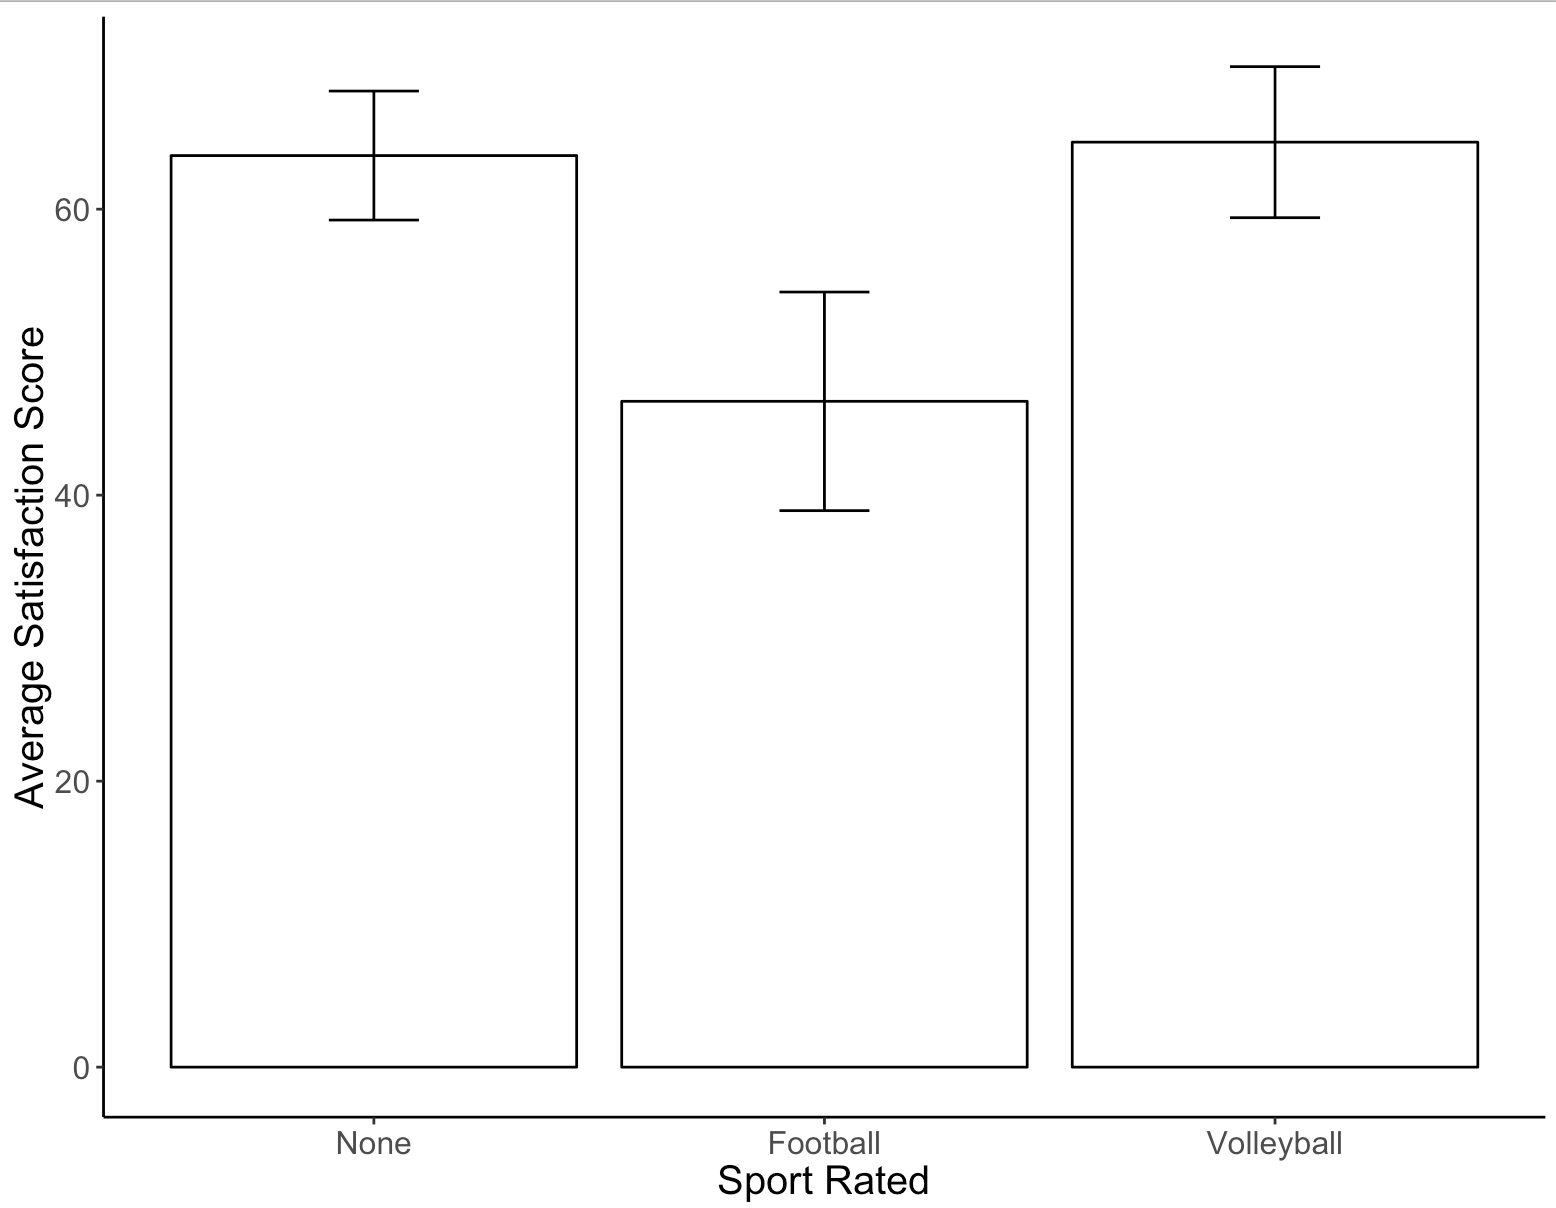 Average Satisfaction Score
60
40
20
0
None
Football
Volleyball
Sport Rated